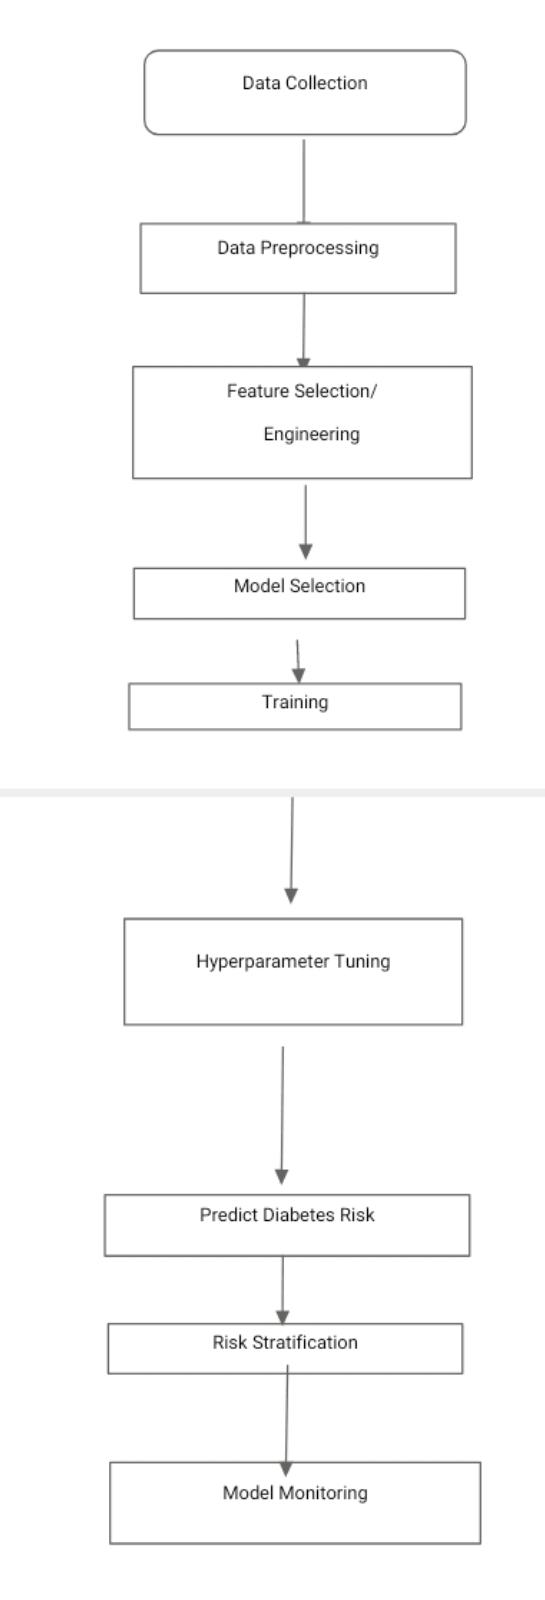 Data Collection
Data Preprocessing
Feature Selection/
Engineering
Model Selection
Training
Hyperparameter Tuning
Predict Diabetes Risk
Risk Stratification
Model Monitoring